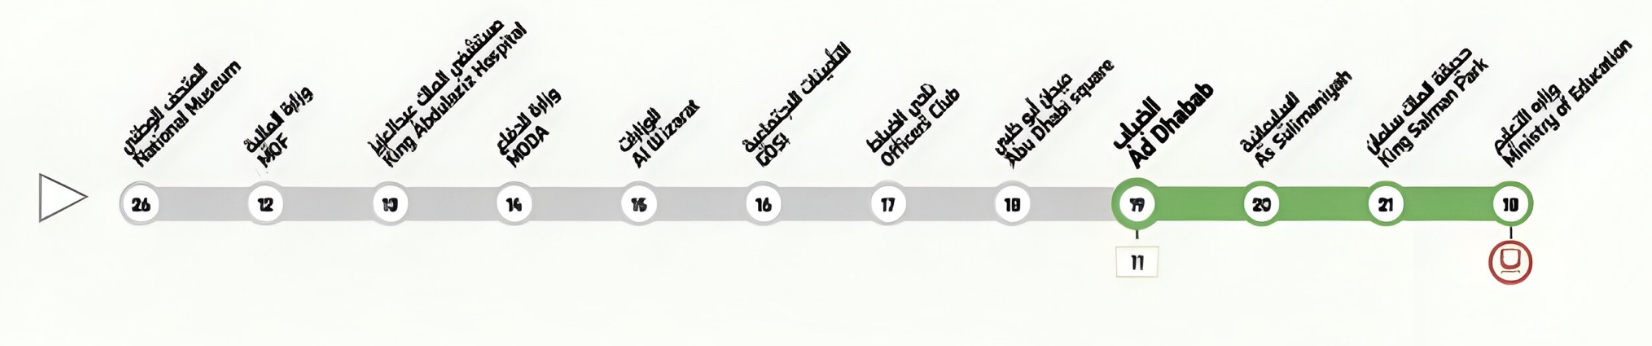 المتحف الوطني
National Museum
وزارة المالية
MOF
مستشفى الملك عبدالعزيز
King Abdulaziz Hospital
وزارة الدفاع
MODA
الوزارات
Al Wizarat
التأمينات الاجتماعية
GOSI
نادي الضباط
Officers Club
ميدان أبو ظبي
Abu Dhabi Square
الضباب
Ad Dhabab
السليمانية
As Sulimaniyah
حديقة الملك سلمان
King Salman Park
وزارة التعليم
Ministry of Education
26
12
13
14
15
16
17
18
19
20
21
10
11